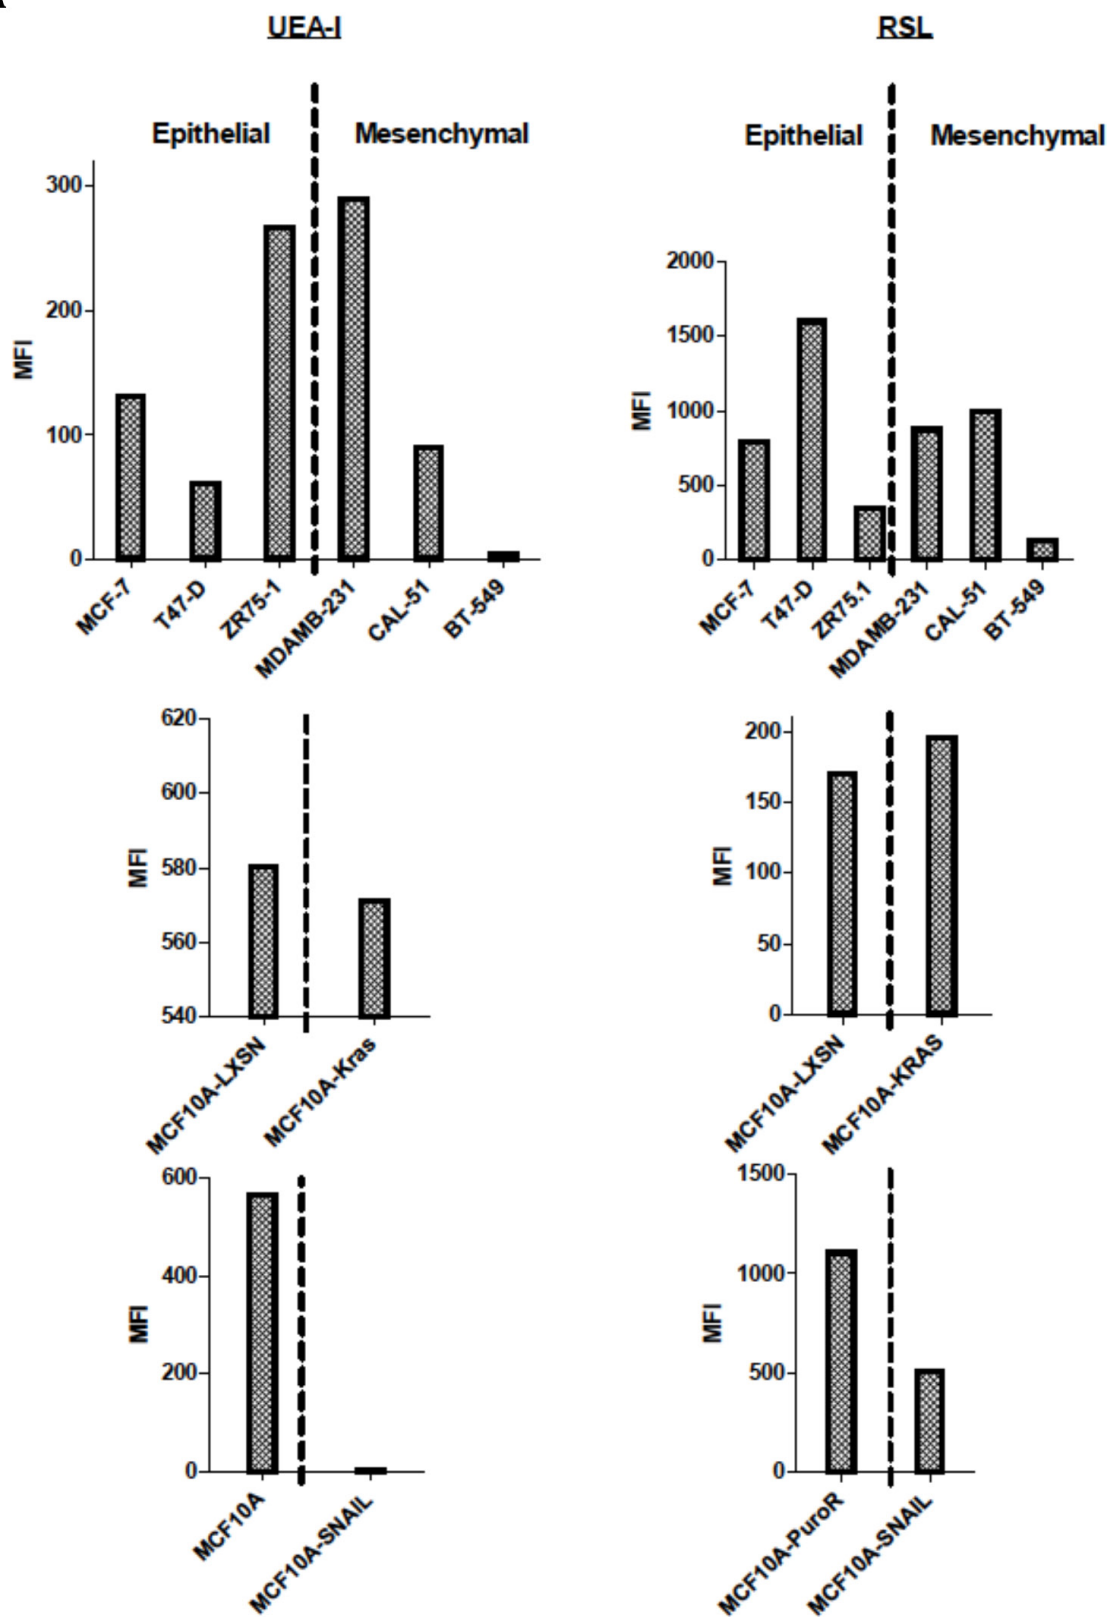 UEA-I
RSL
Epithelial
Mesenchymal
Epithelial
Mesenchymal
300
200
100
0
MFI
MCF-7
T47-D
ZR75-1
MDAMB-231
CAL-51
BT-549
2000
1500
1000
500
0
MFI
MCF-7
T47-D
ZR75.1
MDAMB-231
CAL-51
BT-549
620
600
580
560
540
MFI
MCF10A-LXSN
MCF10A-Kras
200
150
100
50
0
MFI
MCF10A-LXSN
MCF10A-KRAS
600
400
200
0
MFI
MCF10A
MCF10A-SNAIL
1500
1000
500
0
MFI
MCF10A-PuroR
MCF10A-SNAIL